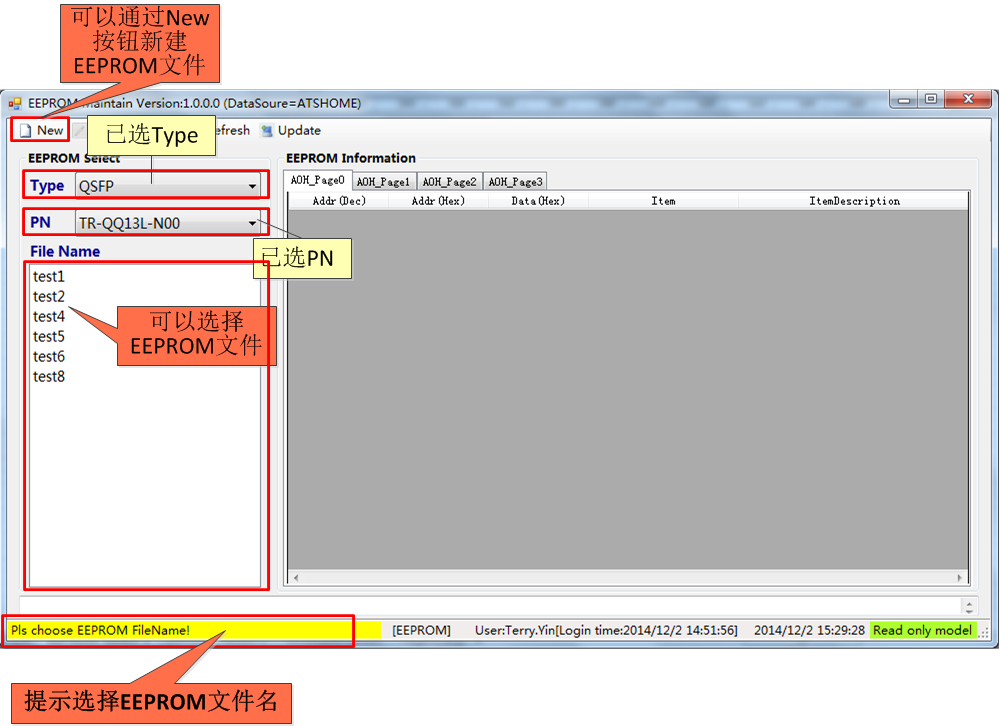 可以通过New
按钮新建
EEPROM文件
EEPROM Maintain Version:1.0.0.0 (DataSoure=ATSHOME)
New
已选Type
efresh
Update
EEPROM Select
EEPROM Information
Type
QSFP
A0H_Page0
A0H_Page1
A0H_Page2
A0H_Page3
Addr(Dec)
Addr(Hex)
Data(Hex)
Item
ItemDescription
PN
TR-QQ13L-N00
已选PN
File Name
test1
test2
test4
test5
test6
test8
可以选择
EEPROM文件
Pls choose EEPROM FileName!
[EEPROM]
User:Terry.Yin[Login time:2014/12/2 14:51:56]
2014/12/2 15:29:28
Read only model
提示选择EEPROM文件名